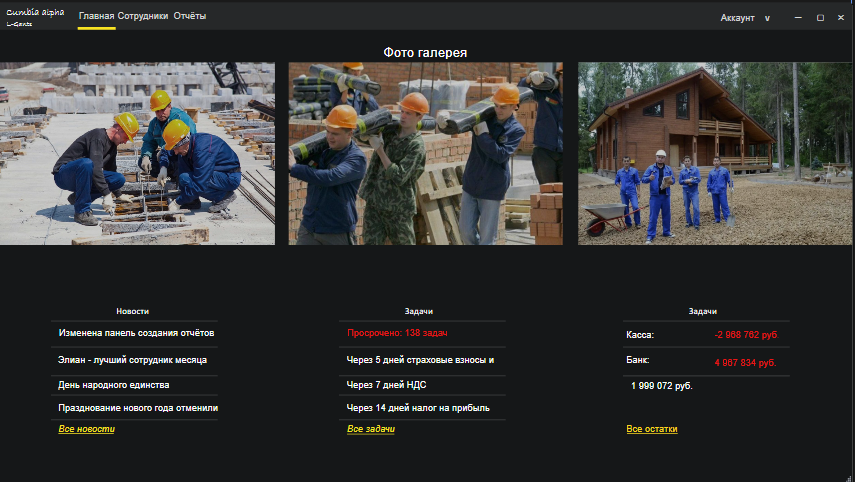 Cumbia alpha
L-Gants
Главная Сотрудники Отчёты
Аккаунт v
Фото галерея
Новости
Изменена панель создания отчётов
Элиан - лучший сотрудник месяца
День народного единства
Празднование нового года отменили
Все новости
Задачи
Просрочено: 138 задач
Через 5 дней страховые взносы и
Через 7 дней НДС
Через 14 дней налог на прибыль
Все задачи
Задачи
Касса: -2 968 762 руб.
Банк: 4 967 834 руб.
1 999 072 руб.
Все остатки